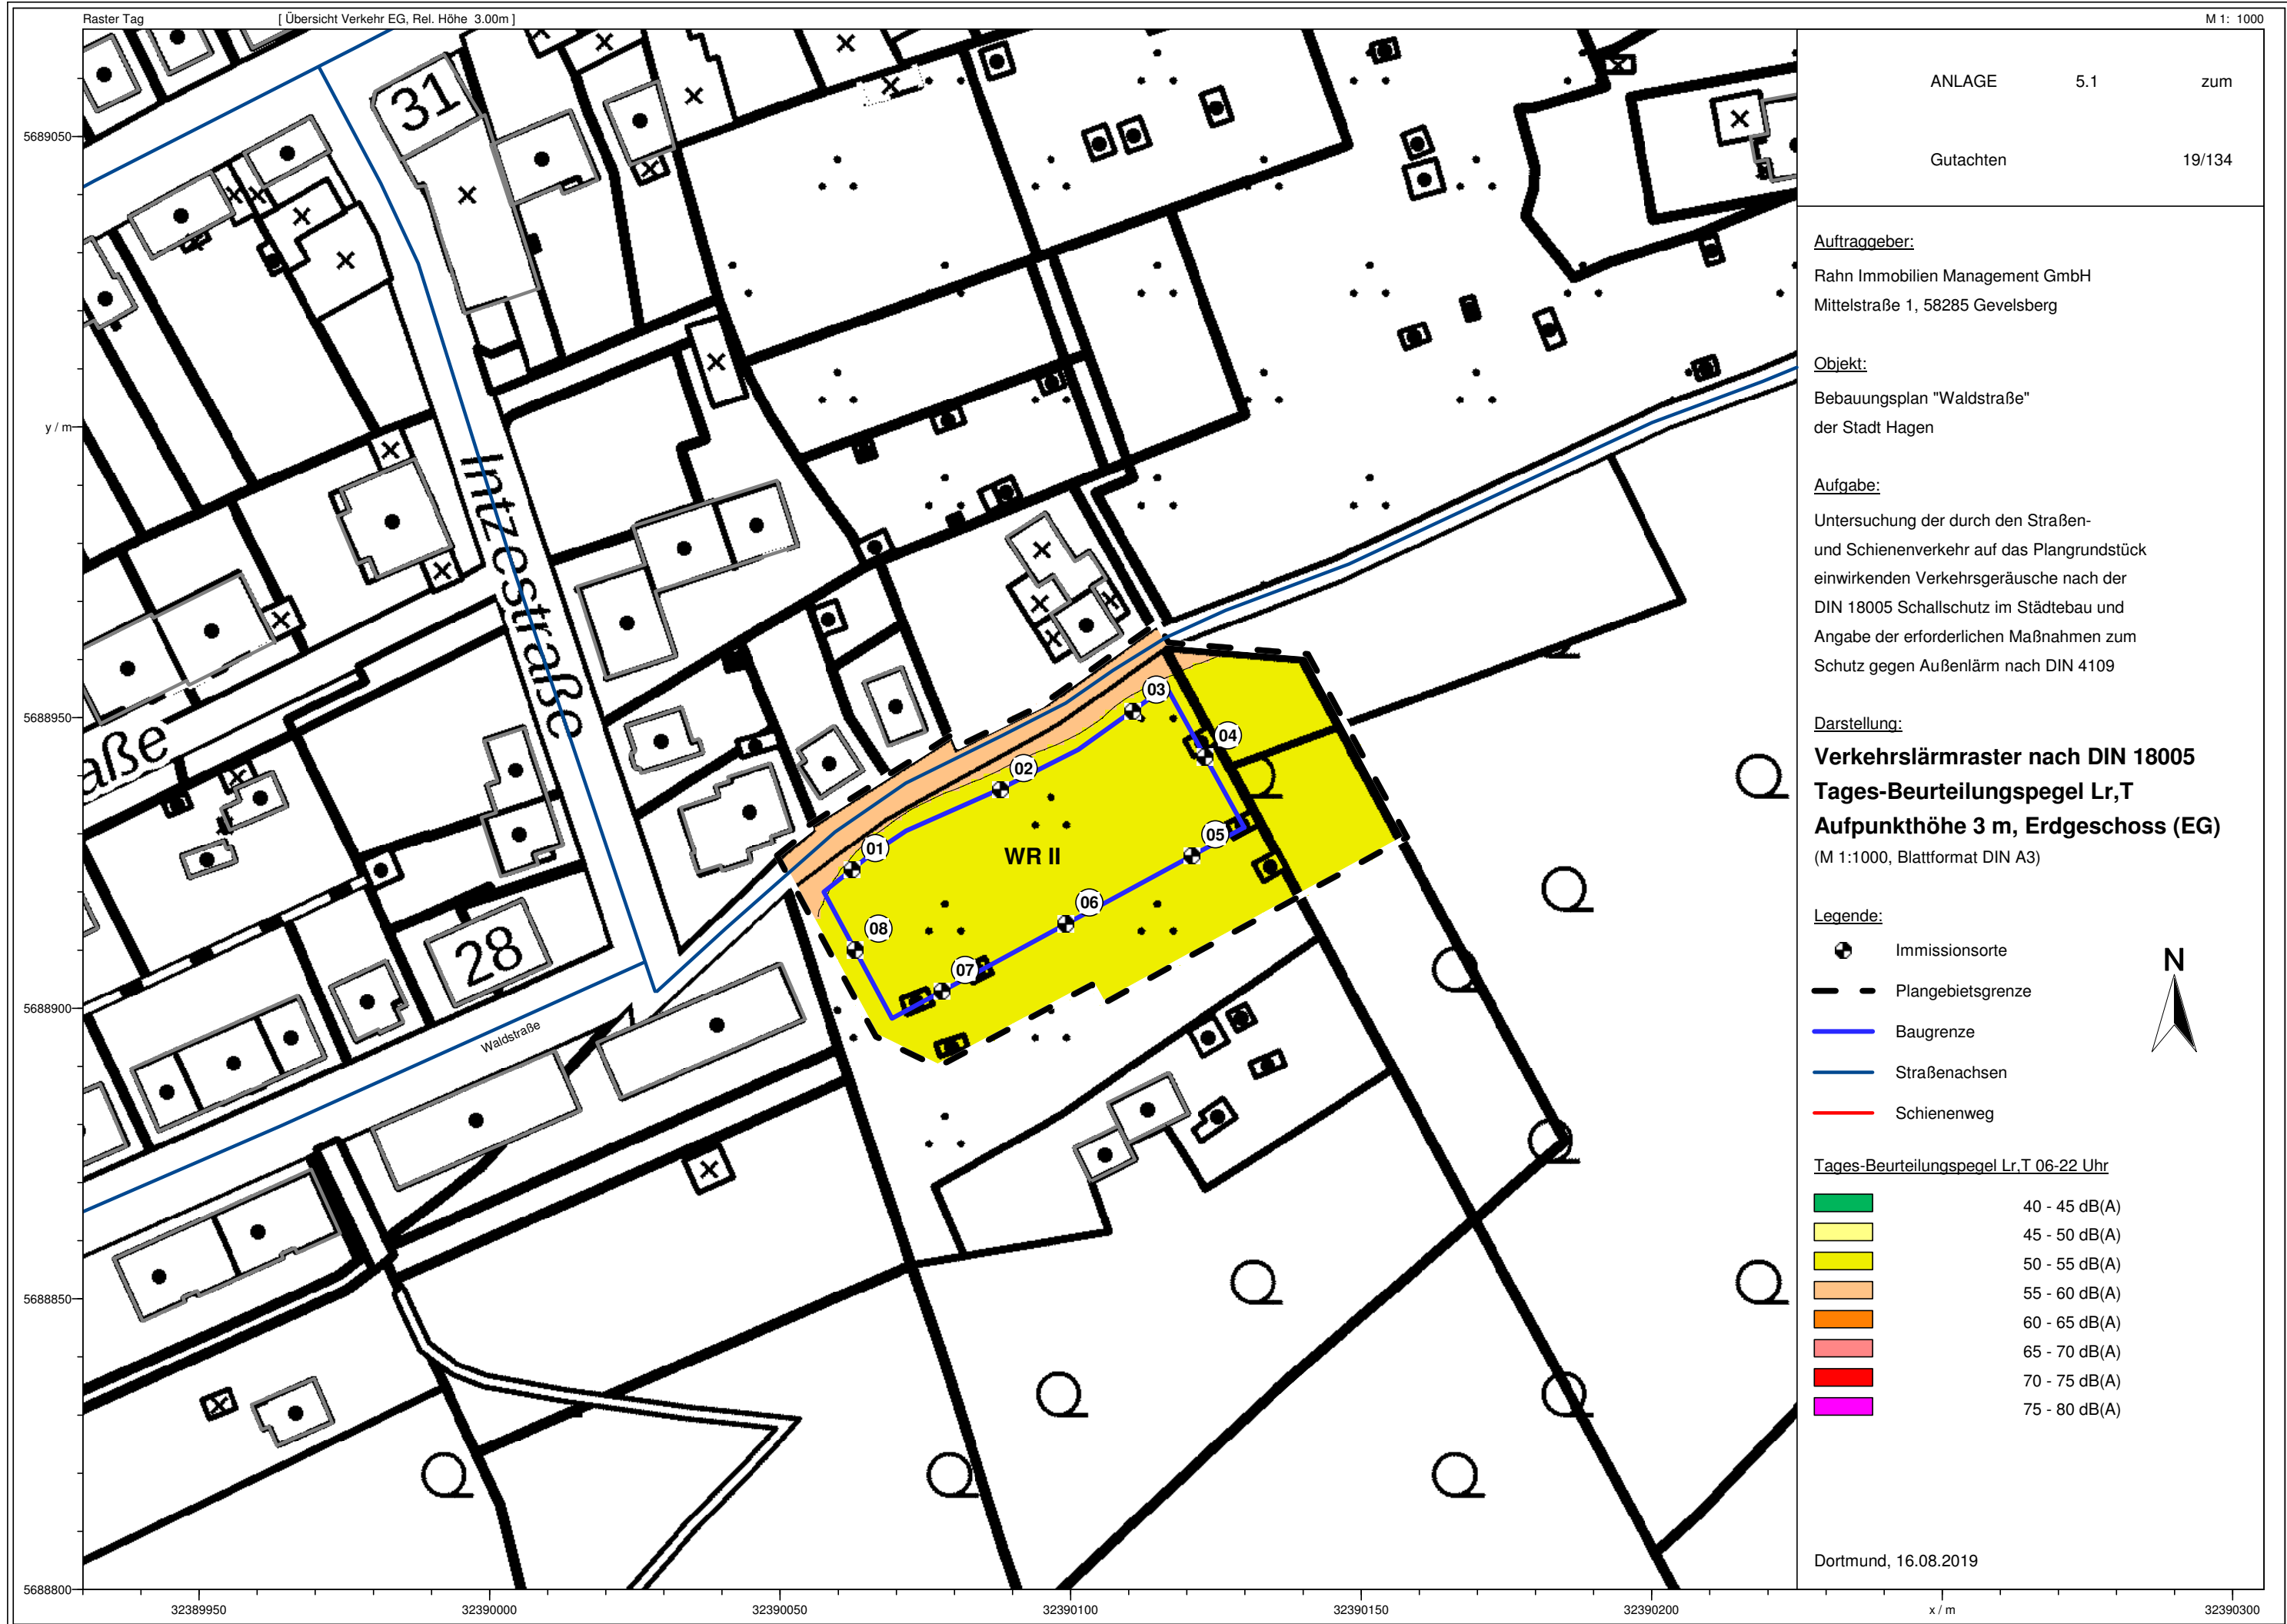 Raster Tag
[ Übersicht Verkehr EG, Rel. Höhe 3.00m ]
M 1: 1000
ANLAGE 5.1 zum
Gutachten 19/134
Auftraggeber:
Rahn Immobilien Management GmbH
Mittelstraße 1, 58285 Gevelsberg
Objekt:
Bebauungsplan "Waldstraße"
der Stadt Hagen
Aufgabe:
Untersuchung der durch den Straßen-
und Schienenverkehr auf das Plangrundstück
einwirkenden Verkehrsgeräusche nach der
DIN 18005 Schallschutz im Städtebau und
Angabe der erforderlichen Maßnahmen zum
Schutz gegen Außenlärm nach DIN 4109
Darstellung:
Verkehrslärmraster nach DIN 18005
Tages-Beurteilungspegel Lr,T
Aufpunkthöhe 3 m, Erdgeschoss (EG)
(M 1:1000, Blattformat DIN A3)
Legende:
Immissionsorte
Plangebietsgrenze
Baugrenze
Straßenachsen
Schienenweg
N
Tages-Beurteilungspegel Lr,T 06-22 Uhr
40 - 45 dB(A)
45 - 50 dB(A)
50 - 55 dB(A)
55 - 60 dB(A)
60 - 65 dB(A)
65 - 70 dB(A)
70 - 75 dB(A)
75 - 80 dB(A)
Dortmund, 16.08.2019
31
Intzestraße
aße
28
Waldstraße
WR II
01
02
03
04
05
06
07
08
5689050
y / m
5688950
5688900
5688850
5688800
32389950
32390000
32390050
32390100
32390150
32390200
x / m
32390300